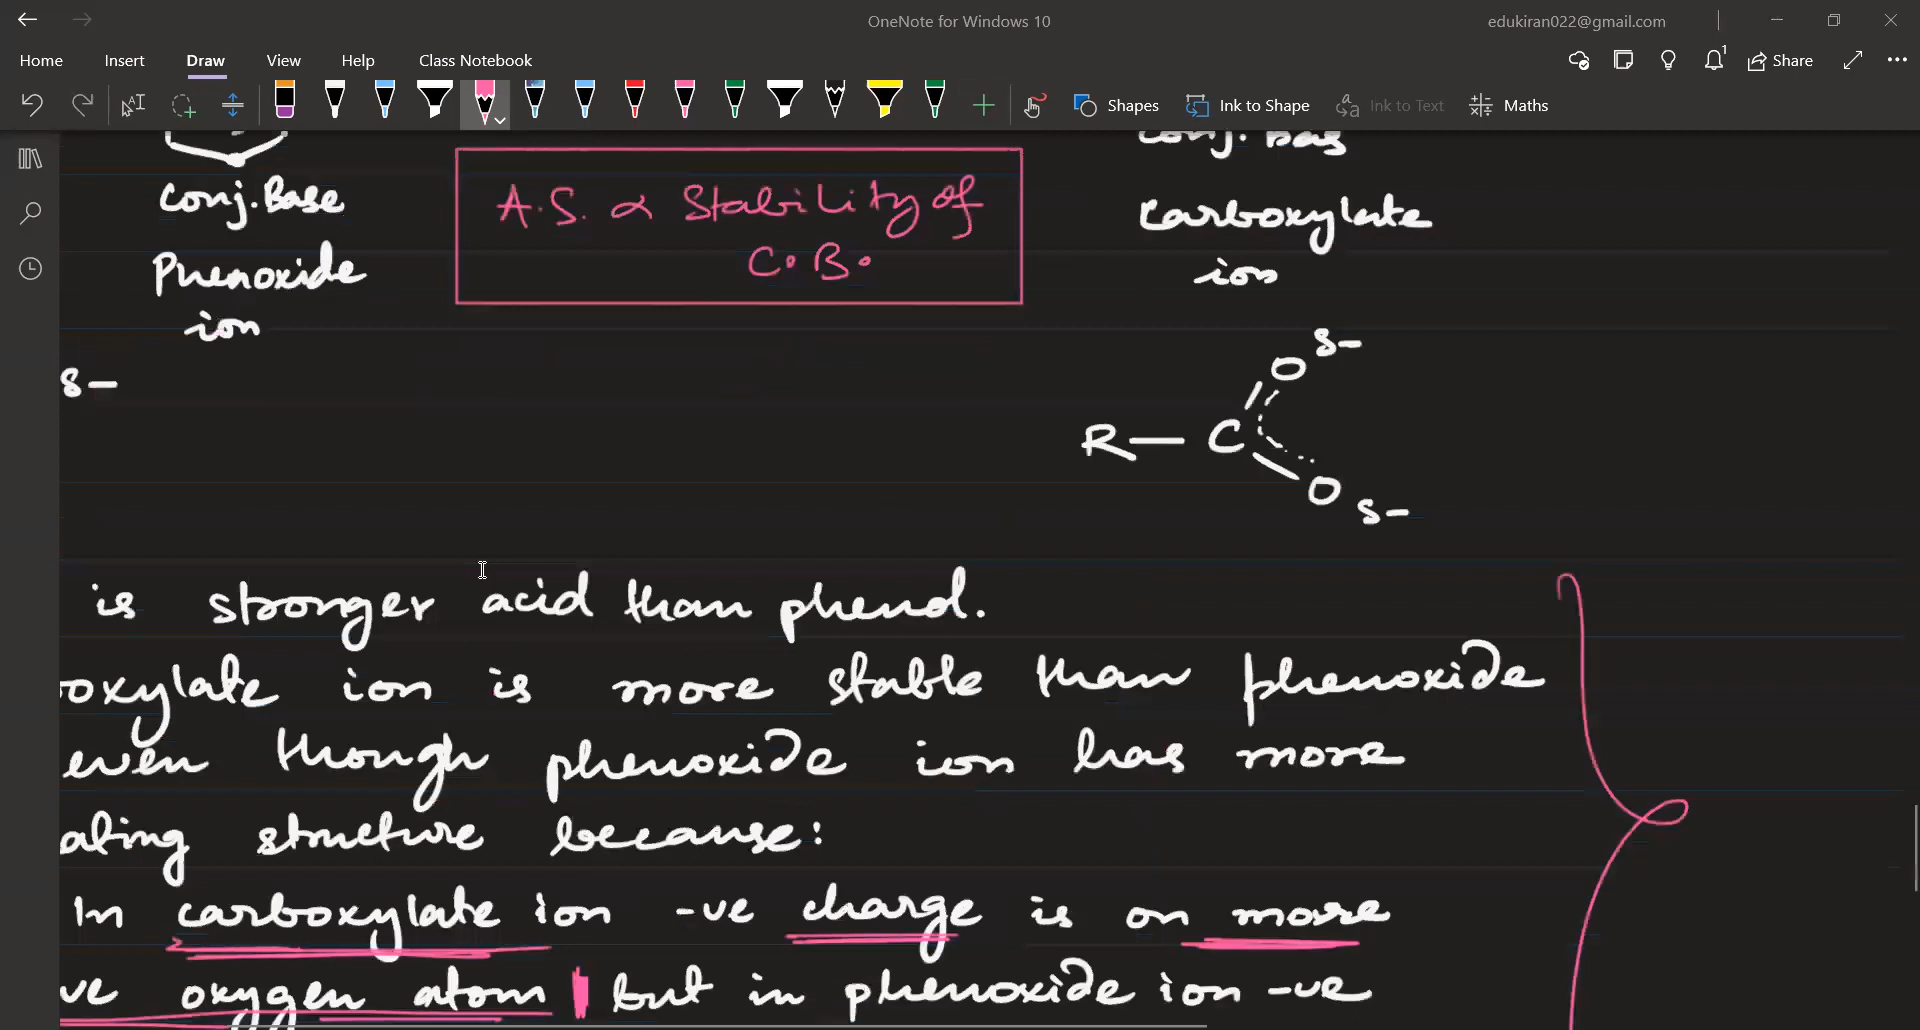 OneNote for Windows 10
edukiran022@gmail.com
Home Insert Draw View Help Class Notebook
1 Share
Shapes Ink to Shape Ink to Text Maths
Conj. Bas
Conj. Base
A.S. ∝ Stability of
C. B.
Carboxylate
ion
Phenoxide
ion
δ-
O δ-
R — C
O δ-
is stronger acid than phenol.
oxylate ion is more stable than phenoxide
even though phenoxide ion has more
ating structure because:
In carboxylate ion -ve charge is on more
ve oxygen atom but in phenoxide ion -ve